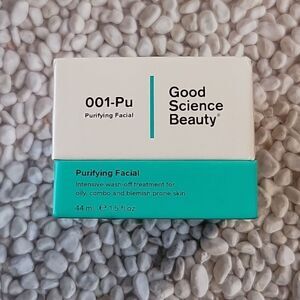 001-Pu
Purifying Facial
Good
Science
Beauty®
Purifying Facial
Intensive wash-off treatment for
oily, combo and blemish prone skin
44 ml ℮ 1.5 fl oz